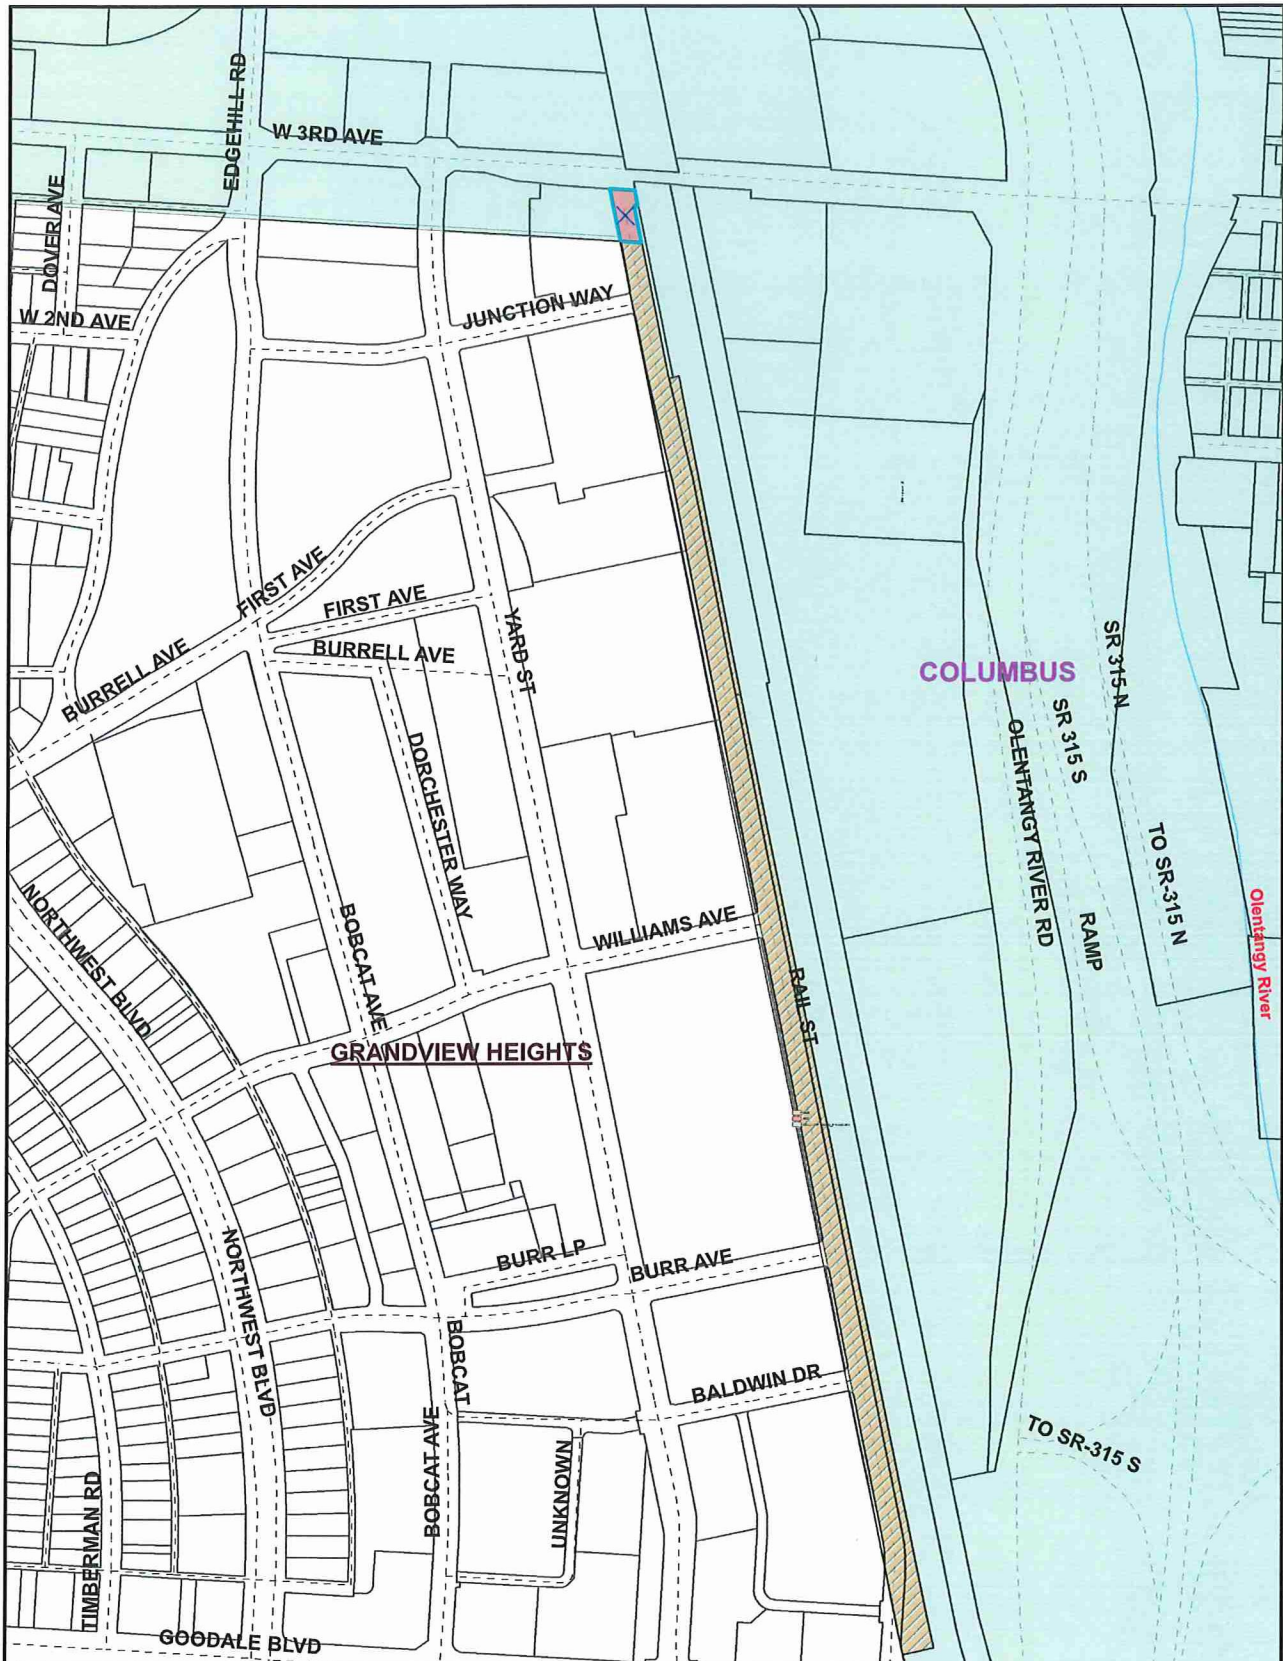 EDGEHILL RD
W 3RD AVE
DOVER AVE
W 2ND AVE
JUNCTION WAY
FIRST AVE
FIRST AVE
BURRELL AVE
BURRELL AVE
YARD ST
COLUMBUS
SR 315 N
SR 315 S
OLENTANGY RIVER RD
DORCHESTER WAY
TO SR-315 N
NORTHWEST BLVD
BOBCAT AVE
WILLIAMS AVE
RAMP
Olentangy River
RAIL ST
GRANDVIEW HEIGHTS
NORTHWEST BLVD
BURR LP
BURR AVE
BOBCAT
BALDWIN DR
BOBCAT AVE
UNKNOWN
TO SR-315 S
TIMBERMAN RD
GOODALE BLVD